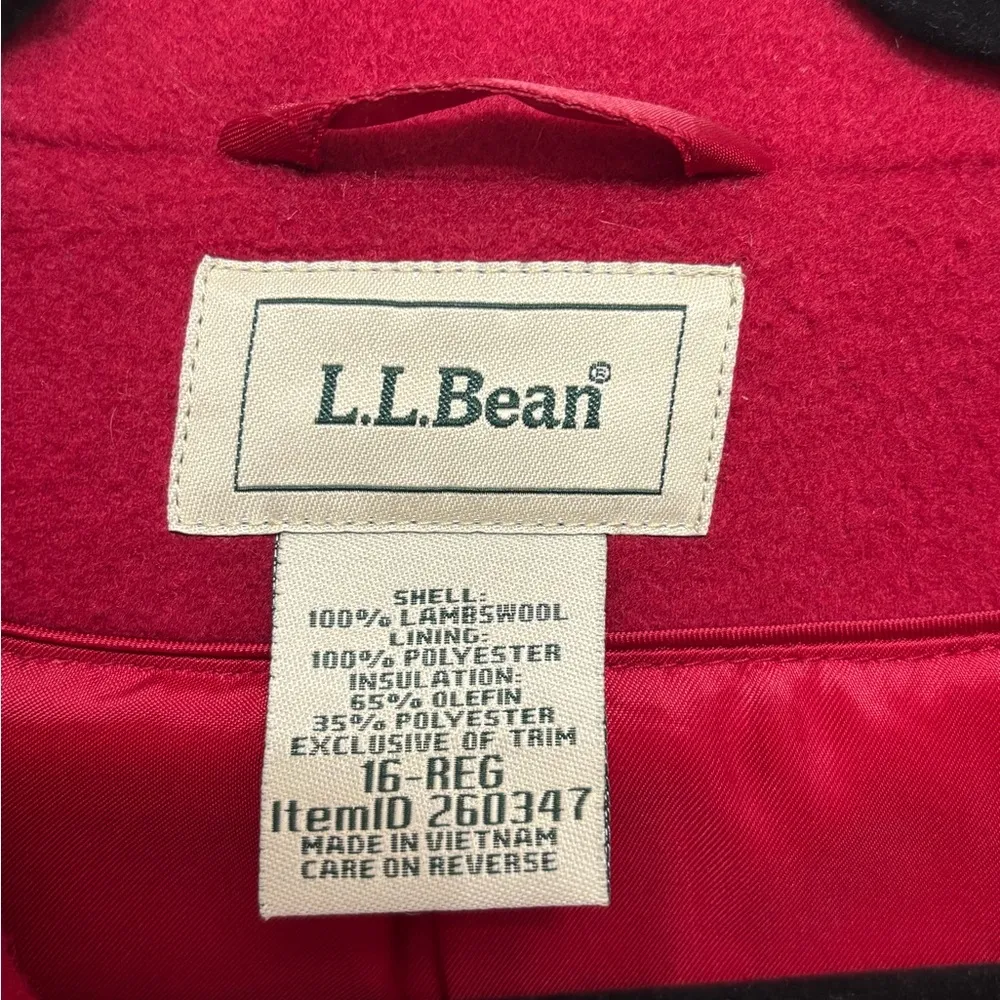 L.L.Bean®
SHELL:
100% LAMBSWOOL
LINING:
100% POLYESTER
INSULATION:
65% OLEFIN
35% POLYESTER
EXCLUSIVE OF TRIM
16-REG
ItemID 260347
MADE IN VIETNAM
CARE ON REVERSE